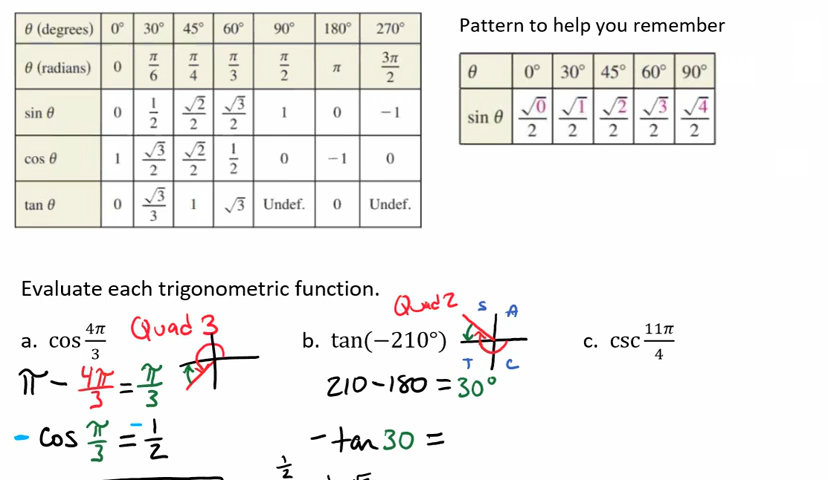 Pattern to help you remember
θ (degrees) 0° 30° 45° 60° 90° 180° 270°
θ (radians) 0 π/6 π/4 π/3 π/2 π 3π/2
sin θ 0 1/2 √2/2 √3/2 1 0 −1
cos θ 1 √3/2 √2/2 1/2 0 −1 0
tan θ 0 √3/3 1 √3 Undef. 0 Undef.
θ 0° 30° 45° 60° 90°
sin θ √0/2 √1/2 √2/2 √3/2 √4/2
Evaluate each trigonometric function.
a. cos 4π/3
Quad 3
π − 4π/3 = π/3
− cos π/3 = − 1/2
b. tan(−210°)
Quad 2
S A
T C
210 − 180 = 30°
− tan 30 =
1/2
c. csc 11π/4